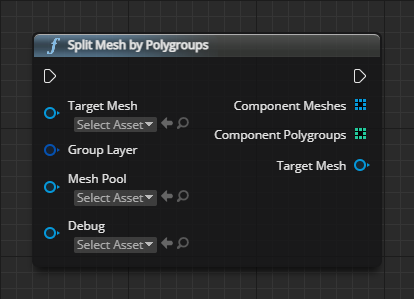 Split Mesh by Polygroups
Target Mesh
Select Asset
Group Layer
Mesh Pool
Select Asset
Debug
Select Asset
Component Meshes
Component Polygroups
Target Mesh